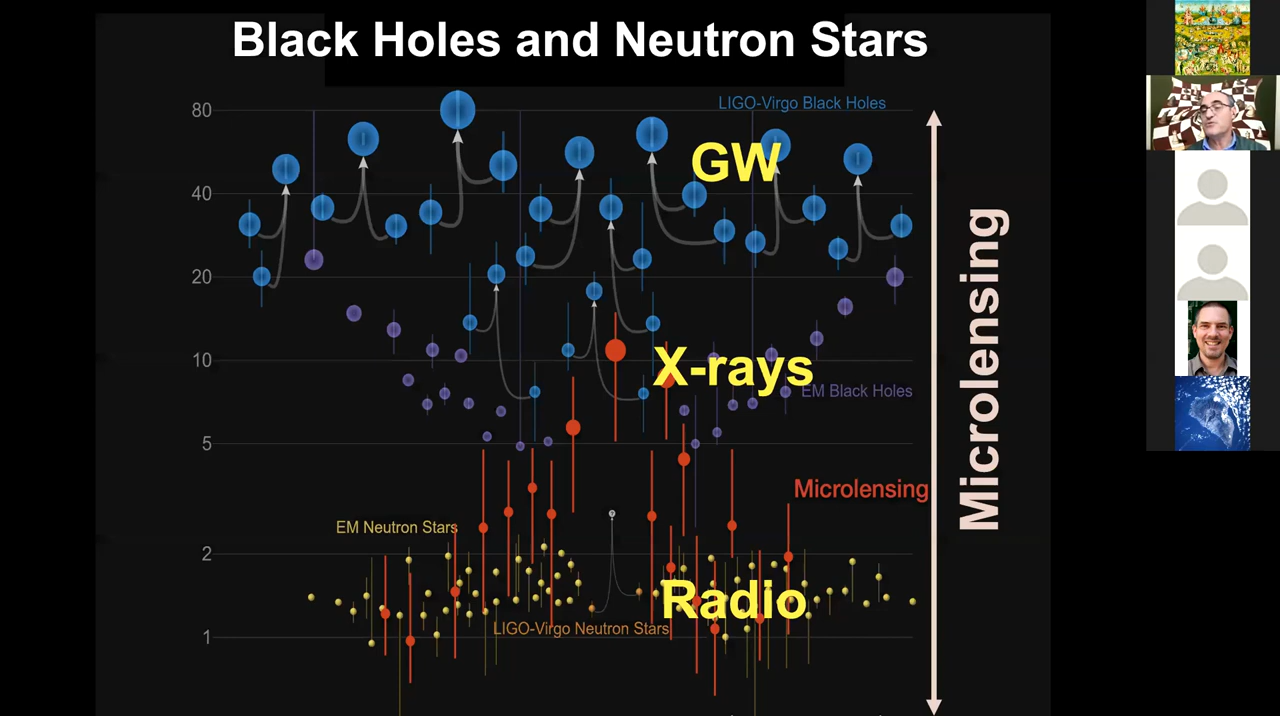 Black Holes and Neutron Stars
80
LIGO-Virgo Black Holes
GW
40
20
Microlensing
10
X-rays
EM Black Holes
5
Microlensing
EM Neutron Stars
2
?
Radio
LIGO-Virgo Neutron Stars
1